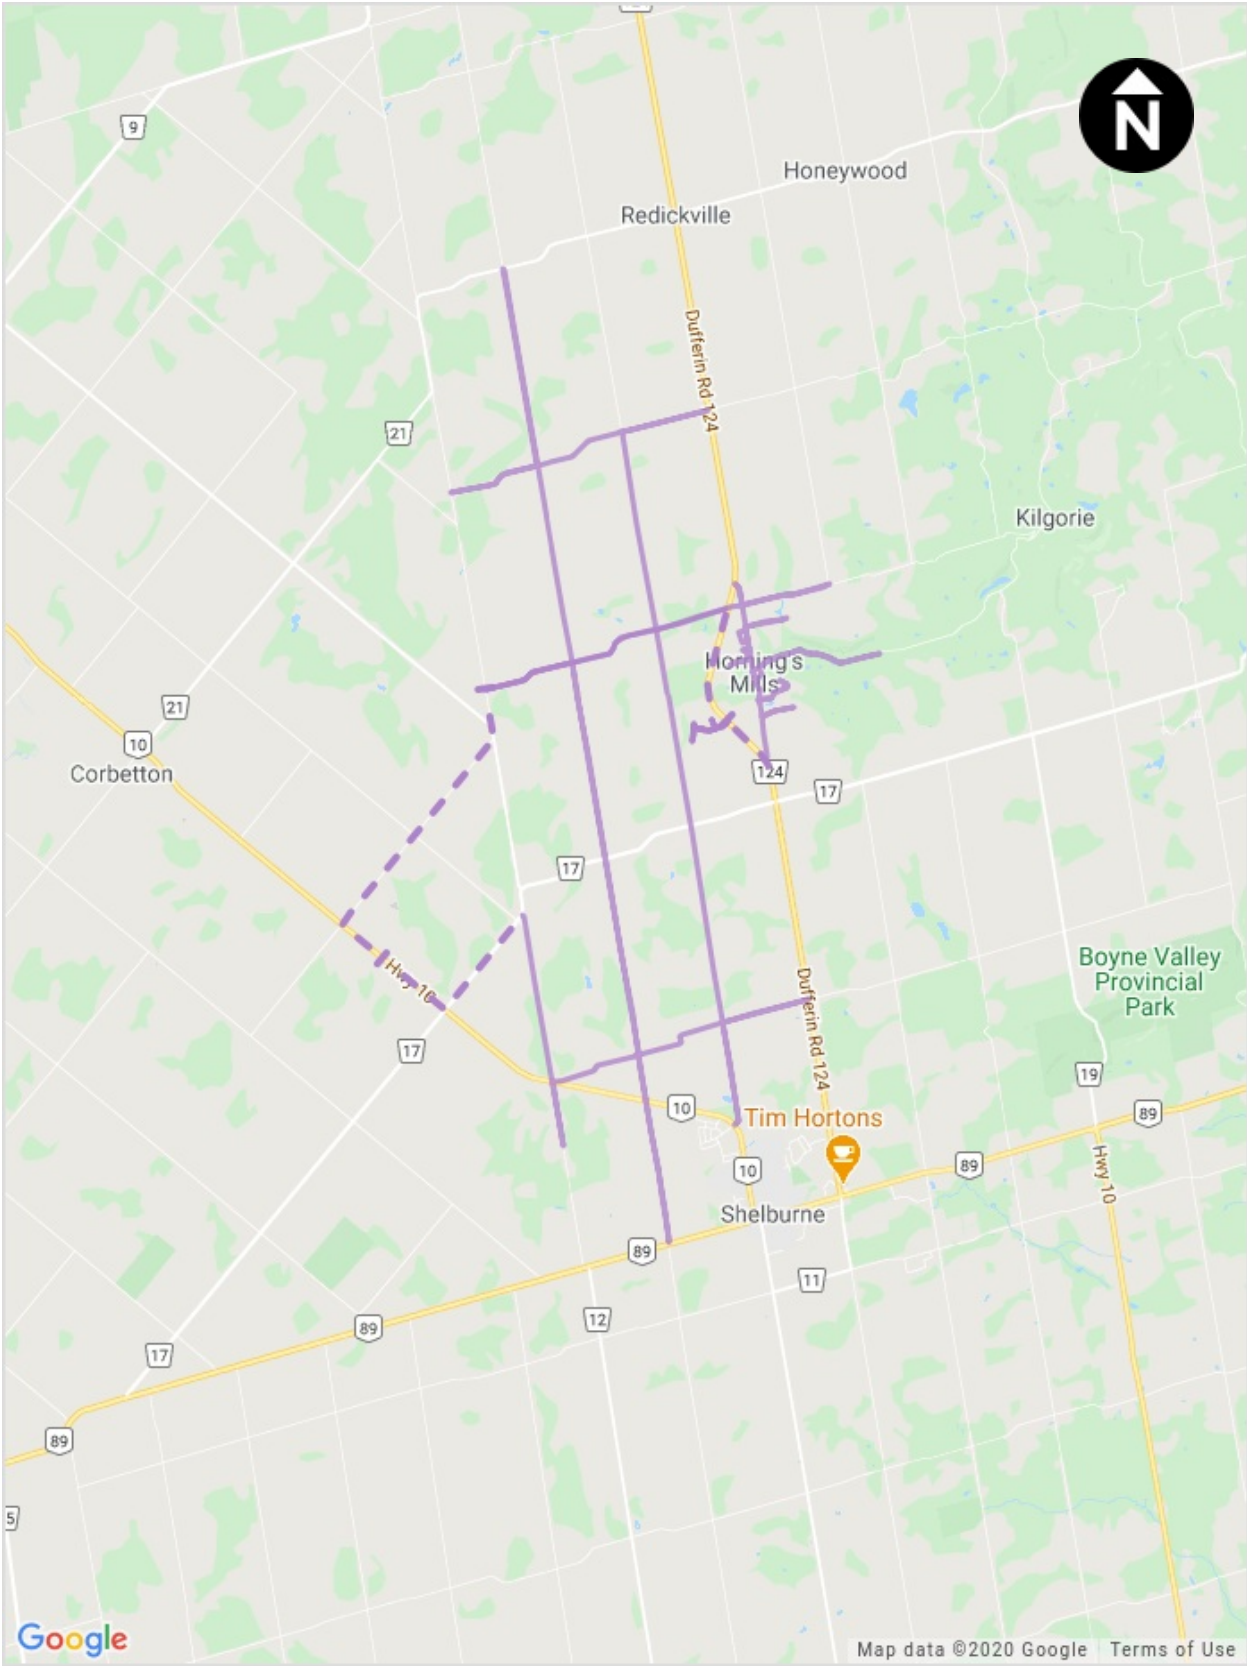 N
9
Honeywood
Redickville
Dufferin Rd 124
21
Kilgorie
Horning's
Mills
21
10
Corbetton
124
17
17
Hwy 10
Boyne Valley
Provincial
Park
Dufferin Rd 124
17
19
10
Tim Hortons
89
10
89
Hwy 10
Shelburne
89
11
12
89
17
89
5
Google
Map data ©2020 Google
Terms of Use